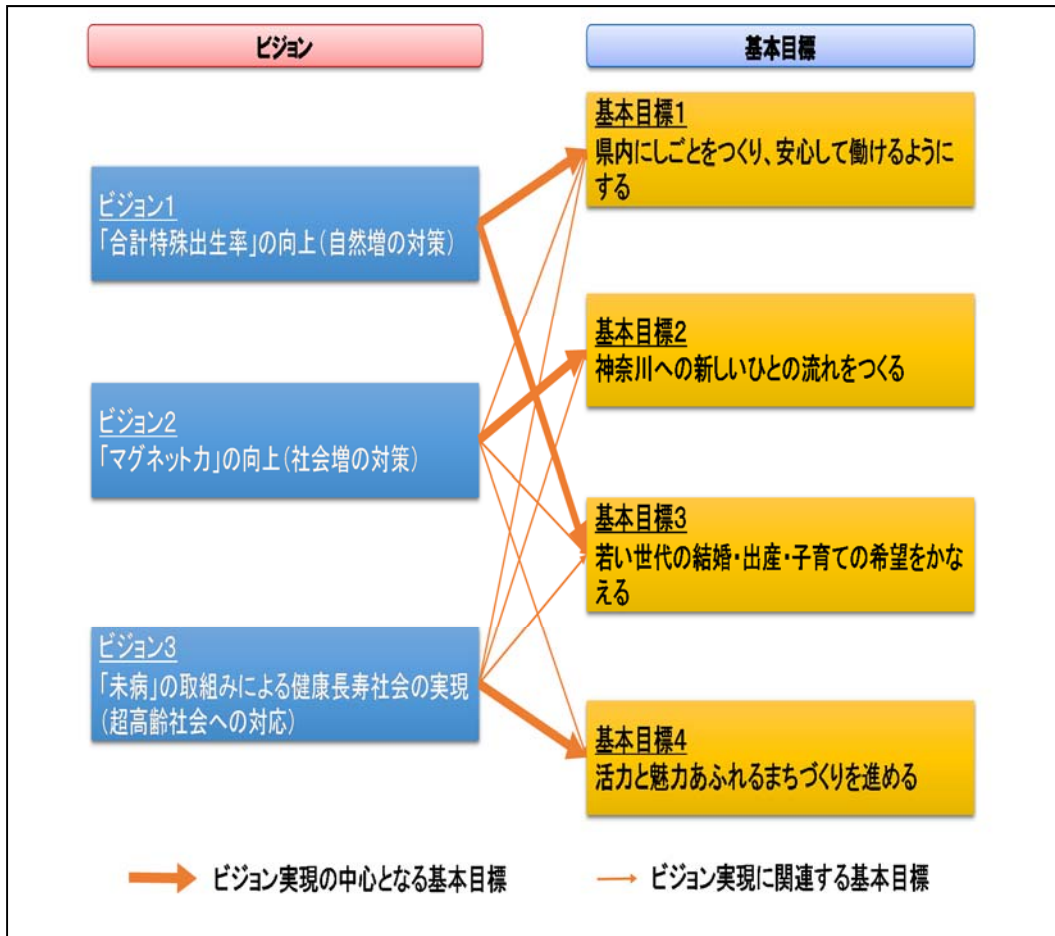 ビジョン
基本目標
ビジョン1
「合計特殊出生率」の向上(自然増の対策)
ビジョン2
「マグネット力」の向上(社会増の対策)
ビジョン3
「未病」の取組みによる健康長寿社会の実現
(超高齢社会への対応)
基本目標1
県内にしごとをつくり、安心して働けるように
する
基本目標2
神奈川への新しいひとの流れをつくる
基本目標3
若い世代の結婚・出産・子育ての希望をかな
える
基本目標4
活力と魅力あふれるまちづくりを進める
ビジョン実現の中心となる基本目標
ビジョン実現に関連する基本目標